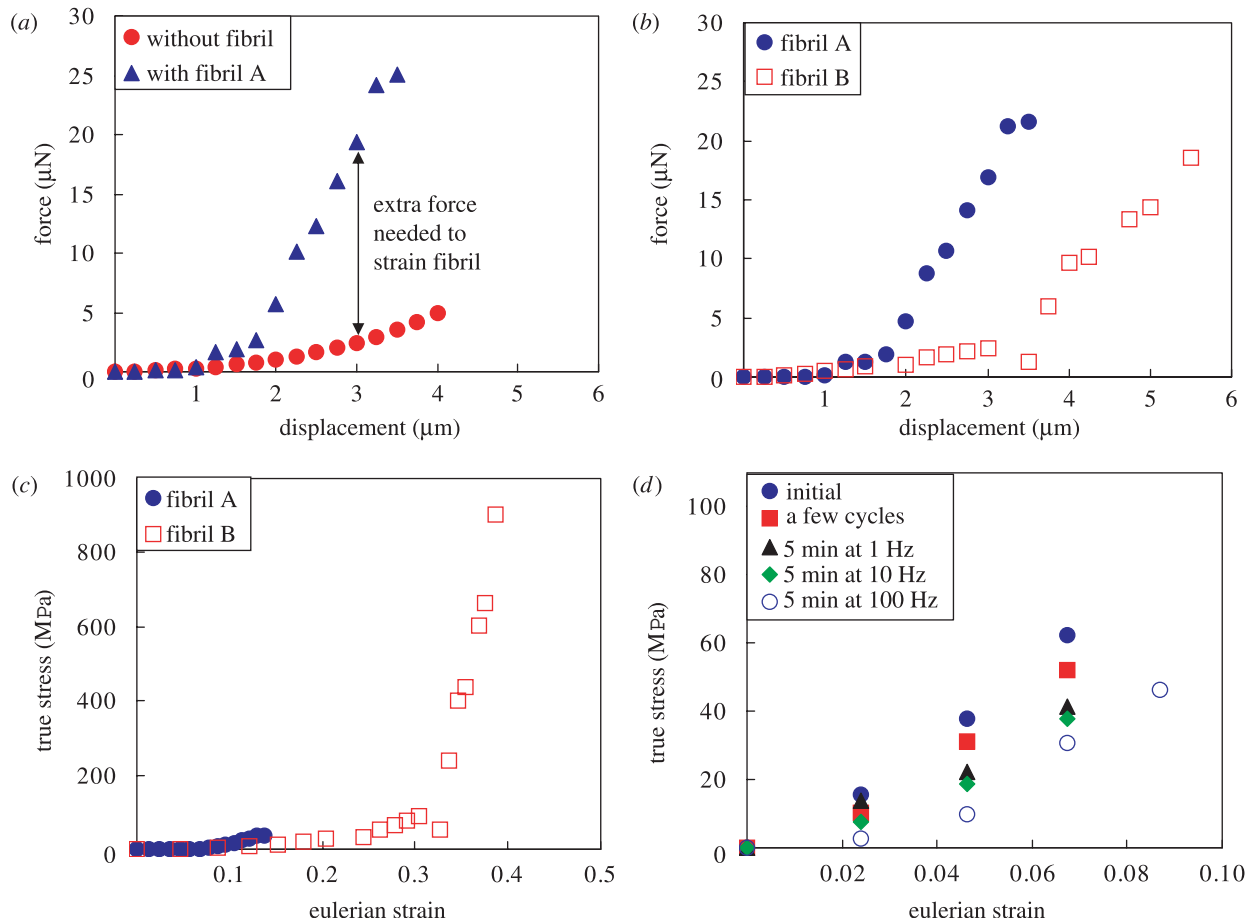 (a)
30
25
20
15
10
5
0
force (μN)
without fibril
with fibril A
extra force
needed to
strain fibril
1 2 3 4 5 6
displacement (μm)
(b)
30
25
20
15
10
5
0
force (μN)
fibril A
fibril B
1 2 3 4 5 6
displacement (μm)
(c)
1000
800
600
400
200
0
true stress (MPa)
fibril A
fibril B
0.1 0.2 0.3 0.4 0.5
eulerian strain
(d)
100
80
60
40
20
0
true stress (MPa)
initial
a few cycles
5 min at 1 Hz
5 min at 10 Hz
5 min at 100 Hz
0.02 0.04 0.06 0.08 0.10
eulerian strain